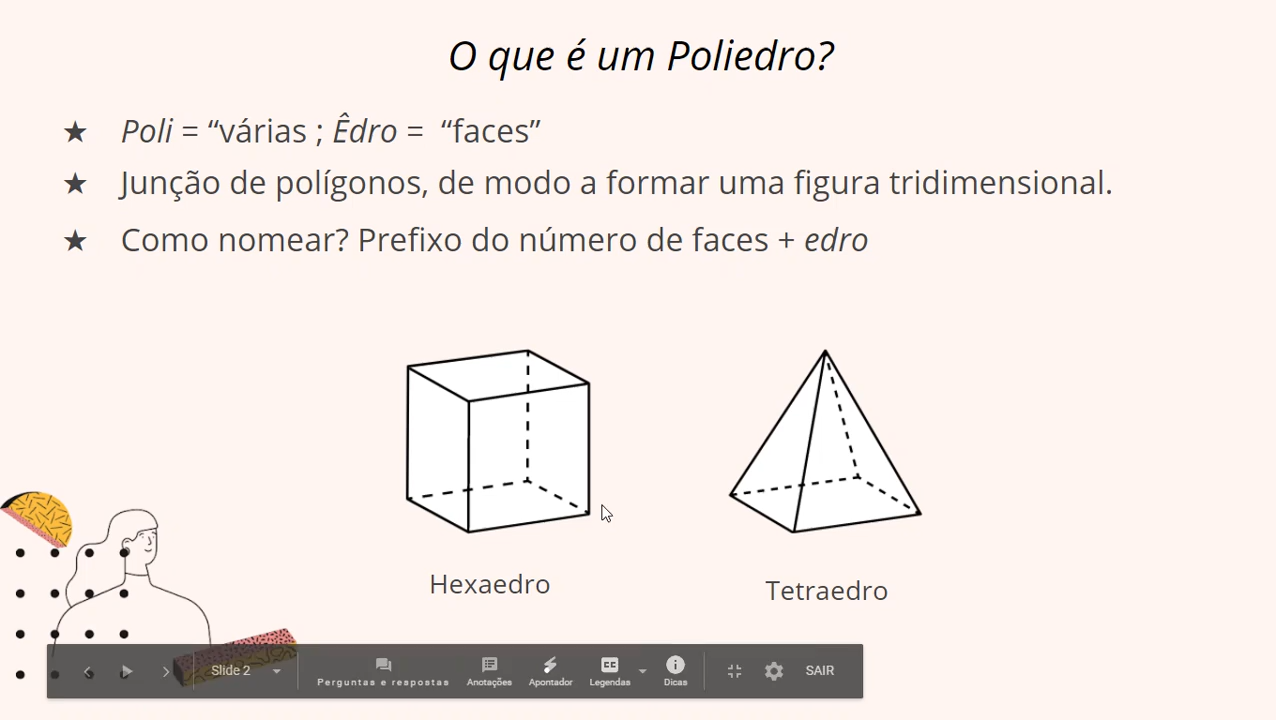 O que é um Poliedro?
★ Poli = “várias ; Êdro = “faces”
★ Junção de polígonos, de modo a formar uma figura tridimensional.
★ Como nomear? Prefixo do número de faces + edro
Hexaedro
Tetraedro
Slide 2
Perguntas e respostas
Anotações
Apontador
Legendas
Dicas
SAIR